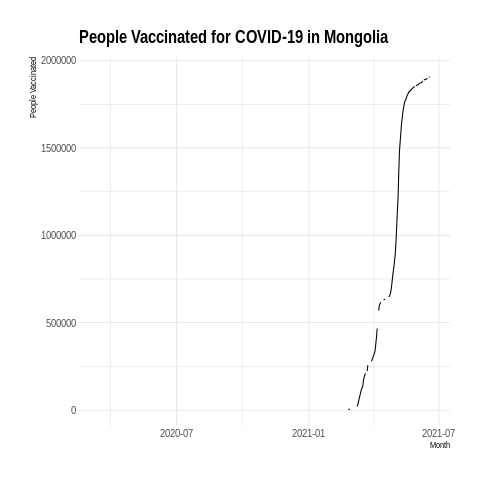 People Vaccinated for COVID-19 in Mongolia
People Vaccinated
2000000
1500000
1000000
500000
0
2020-07 2021-01 2021-07
Month